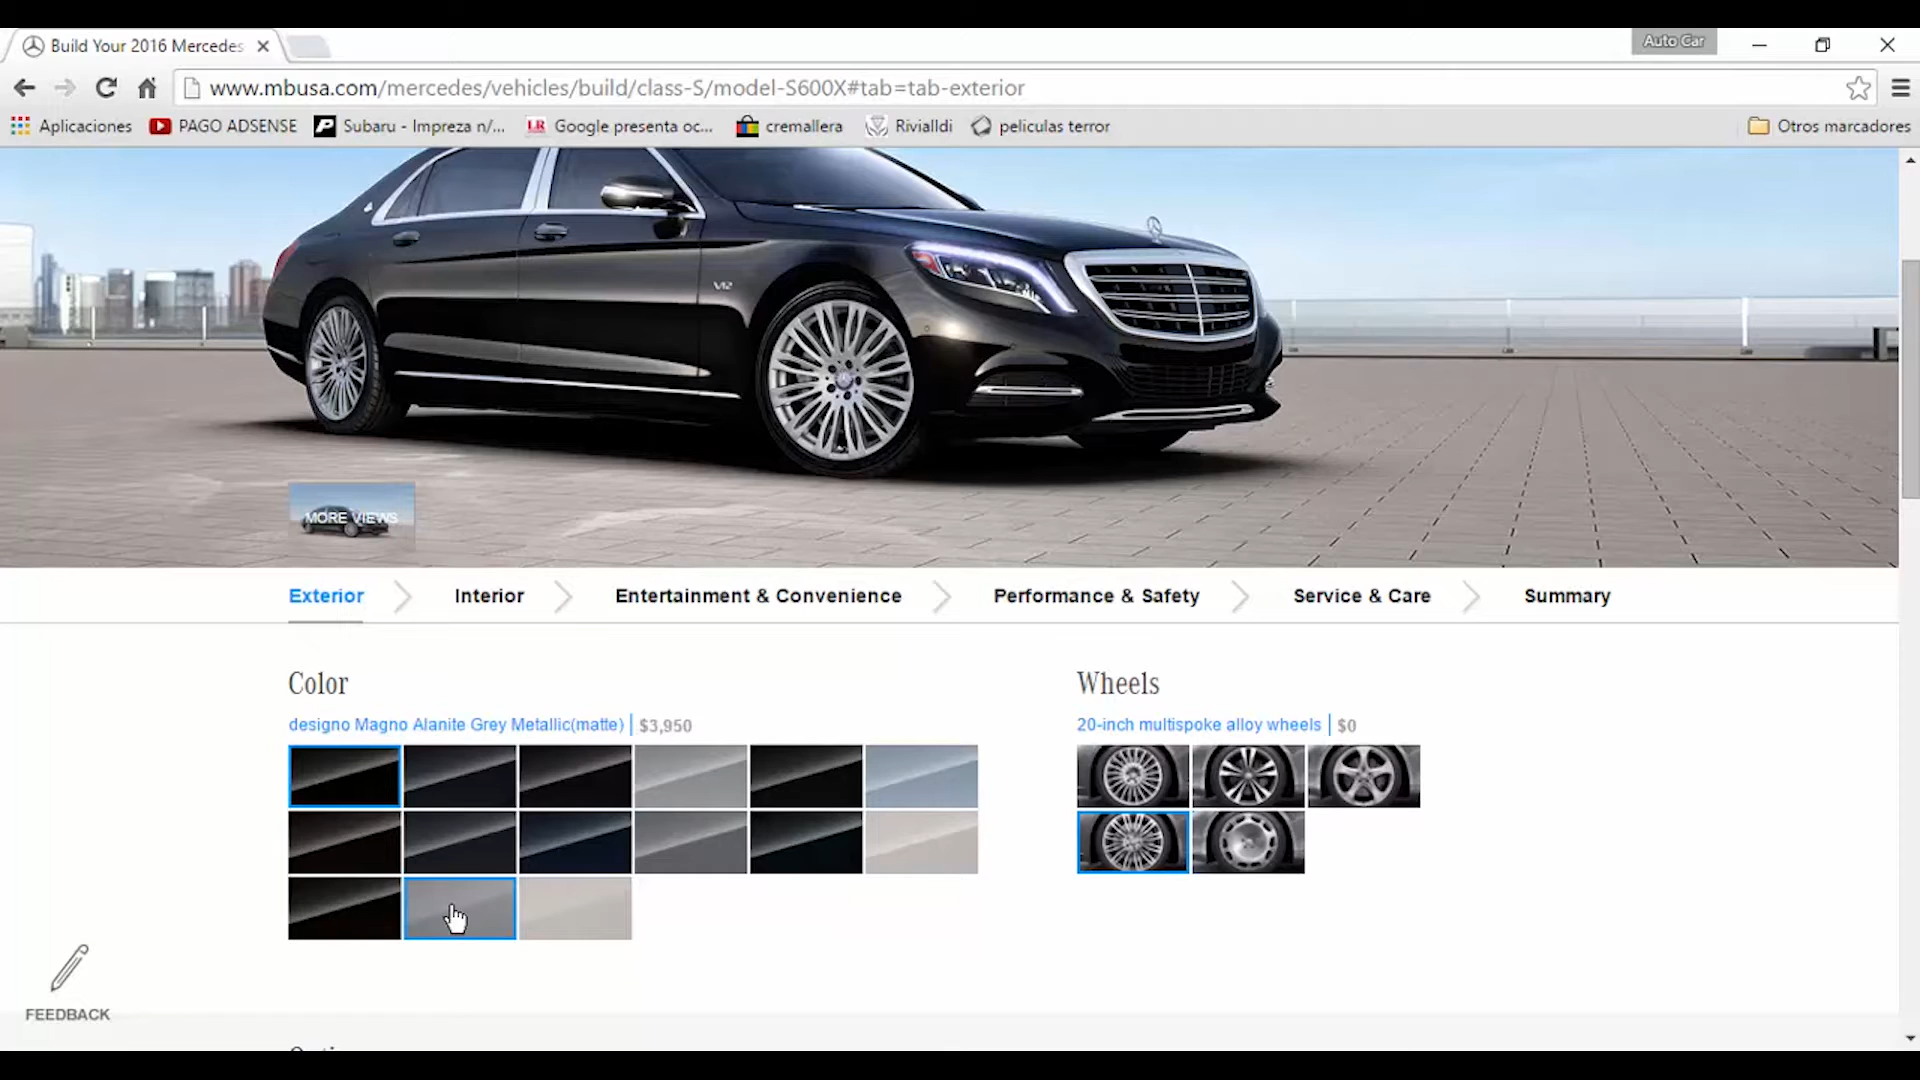 Build Your 2016 Mercedes
Auto Car
www.mbusa.com/mercedes/vehicles/build/class-S/model-S600X#tab=tab-exterior
Aplicaciones
PAGO ADSENSE
Subaru - Impreza n/...
LR
Google presenta oc...
cremallera
Rivialldi
peliculas terror
Otros marcadores
V12
MORE VIEWS
Exterior
Interior
Entertainment & Convenience
Performance & Safety
Service & Care
Summary
Color
designo Magno Alanite Grey Metallic(matte) | $3,950
Wheels
20-inch multispoke alloy wheels | $0
FEEDBACK